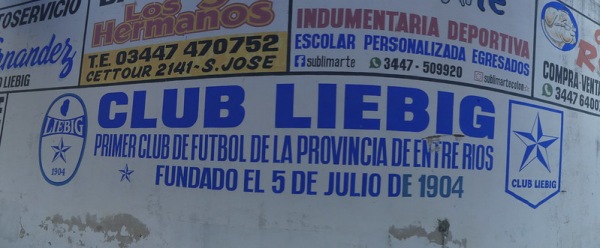 TOSERVICIO
ernandez
D LIEBIG
Los
Hermanos
T.E. 03447 470752
CETTOUR 2141 - S. JOSE
INDUMENTARIA DEPORTIVA
ESCOLAR PERSONALIZADA EGRESADOS
sublimarte 3447 - 509920
COMPRA-VENTA
CLUB LIEBIG
PRIMER CLUB DE FUTBOL DE LA PROVINCIA DE ENTRE RIOS
FUNDADO EL 5 DE JULIO DE 1904
LIEBIG
1904
CLUB LIEBIG